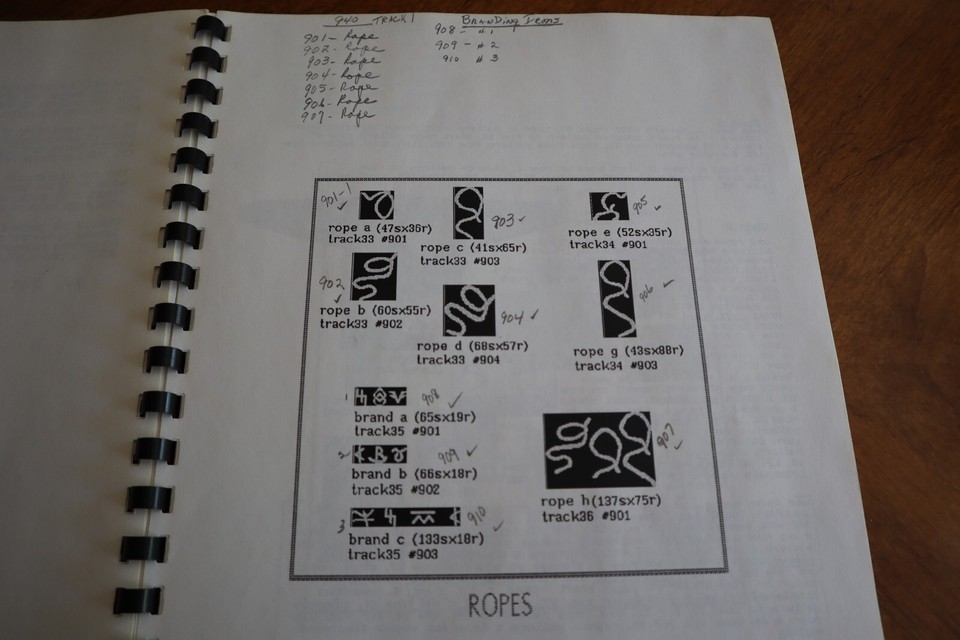 940 TRACK 1
901- Rope
902- Rope
903- Rope
904- Rope
905- Rope
906- Rope
907- Rope
BRANDING IRONS
908- #1
909 - #2
910 #3
901-1
rope a (47sx36r)
track33 #901
903
rope c (41sx65r)
track33 #903
905
rope e (52sx35r)
track34 #901
902
rope b (60sx55r)
track33 #902
904
rope d (68sx57r)
track33 #904
906
rope g (43sx88r)
track34 #903
1
908
brand a (65sx19r)
track35 #901
2
909
brand b (66sx18r)
track35 #902
3
910
brand c (133sx18r)
track35 #903
907
rope h(137sx75r)
track36 #901
ROPES